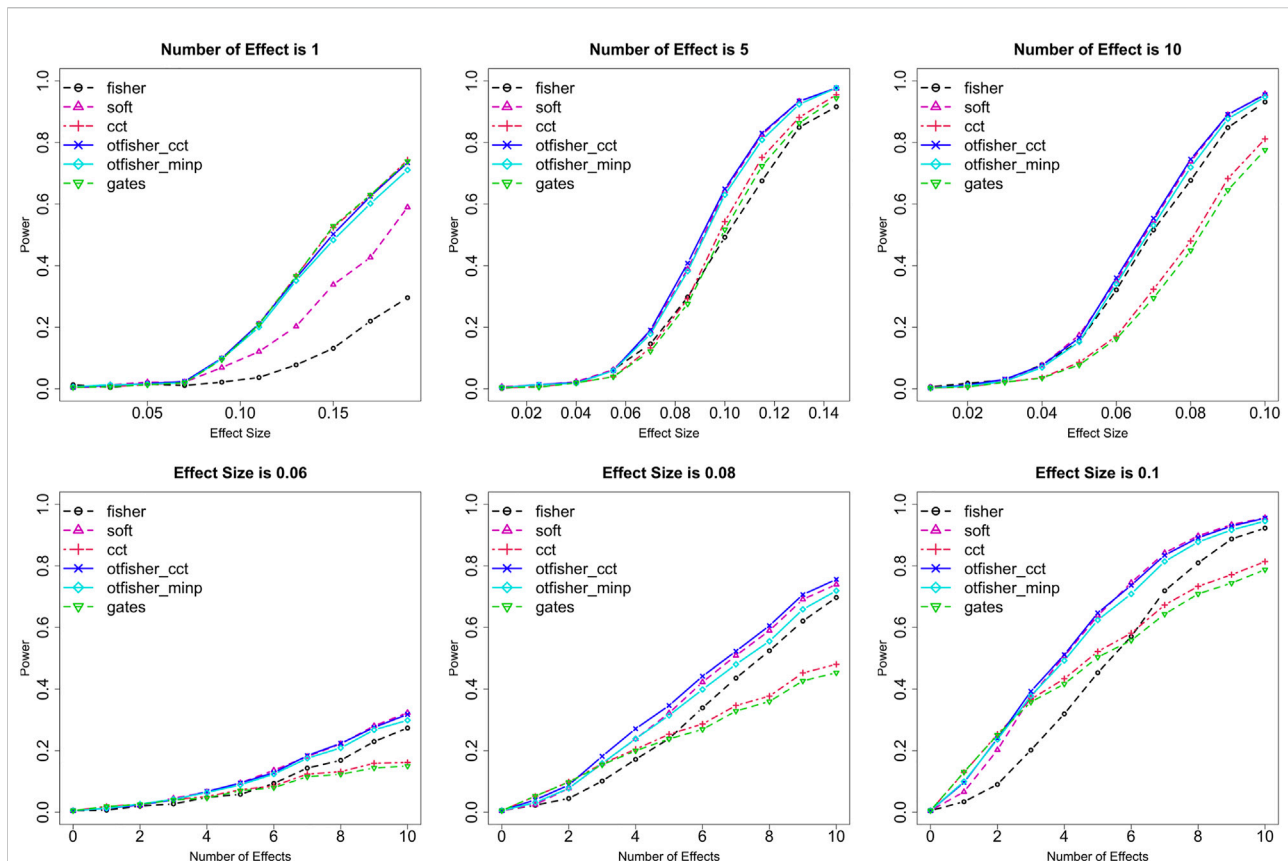 Number of Effect is 1
1.0
0.8
0.6
0.4
0.2
0.0
Power
fisher
soft
cct
otfisher_cct
otfisher_minp
gates
0.05 0.10 0.15
Effect Size
Number of Effect is 5
1.0
0.8
0.6
0.4
0.2
0.0
Power
fisher
soft
cct
otfisher_cct
otfisher_minp
gates
0.02 0.04 0.06 0.08 0.10 0.12 0.14
Effect Size
Number of Effect is 10
1.0
0.8
0.6
0.4
0.2
0.0
Power
fisher
soft
cct
otfisher_cct
otfisher_minp
gates
0.02 0.04 0.06 0.08 0.10
Effect Size
Effect Size is 0.06
1.0
0.8
0.6
0.4
0.2
0.0
Power
fisher
soft
cct
otfisher_cct
otfisher_minp
gates
0 2 4 6 8 10
Number of Effects
Effect Size is 0.08
1.0
0.8
0.6
0.4
0.2
0.0
Power
fisher
soft
cct
otfisher_cct
otfisher_minp
gates
0 2 4 6 8 10
Number of Effects
Effect Size is 0.1
1.0
0.8
0.6
0.4
0.2
0.0
Power
fisher
soft
cct
otfisher_cct
otfisher_minp
gates
0 2 4 6 8 10
Number of Effects